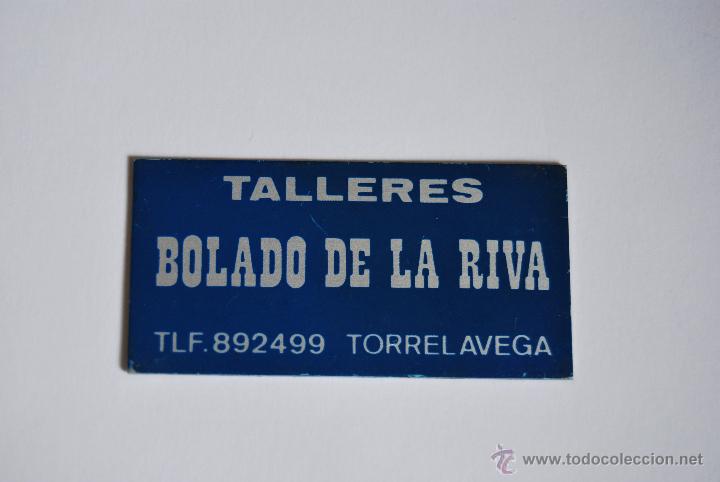 TALLERES
BOLADO DE LA RIVA
TLF. 892499 TORRELAVEGA
© www.todocoleccion.net